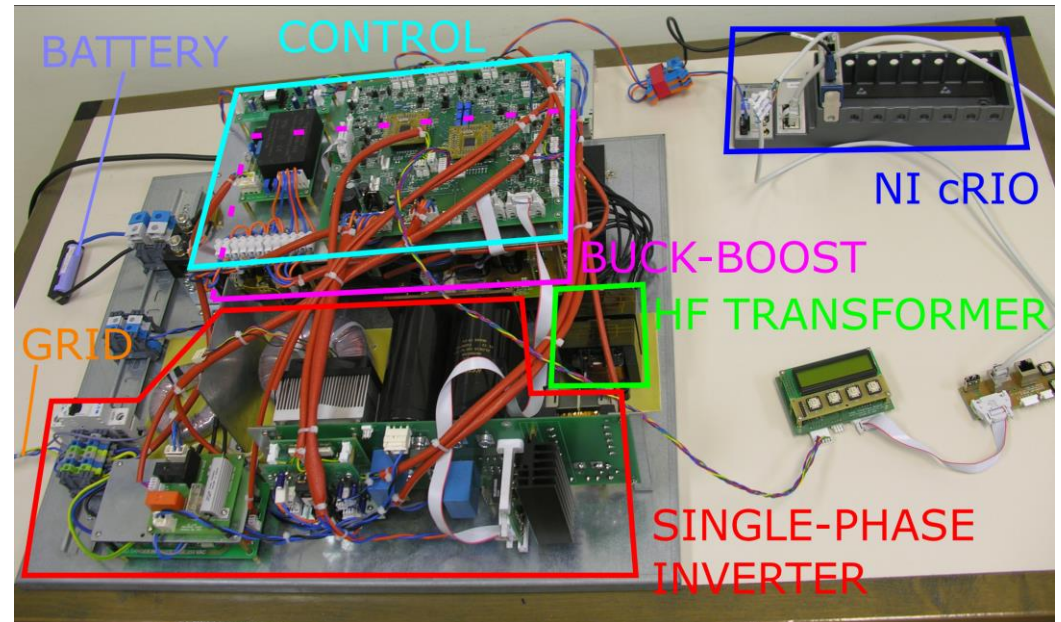 BATTERY
CONTROL
NI cRIO
BUCK-BOOST
HF TRANSFORMER
GRID
SINGLE-PHASE
INVERTER